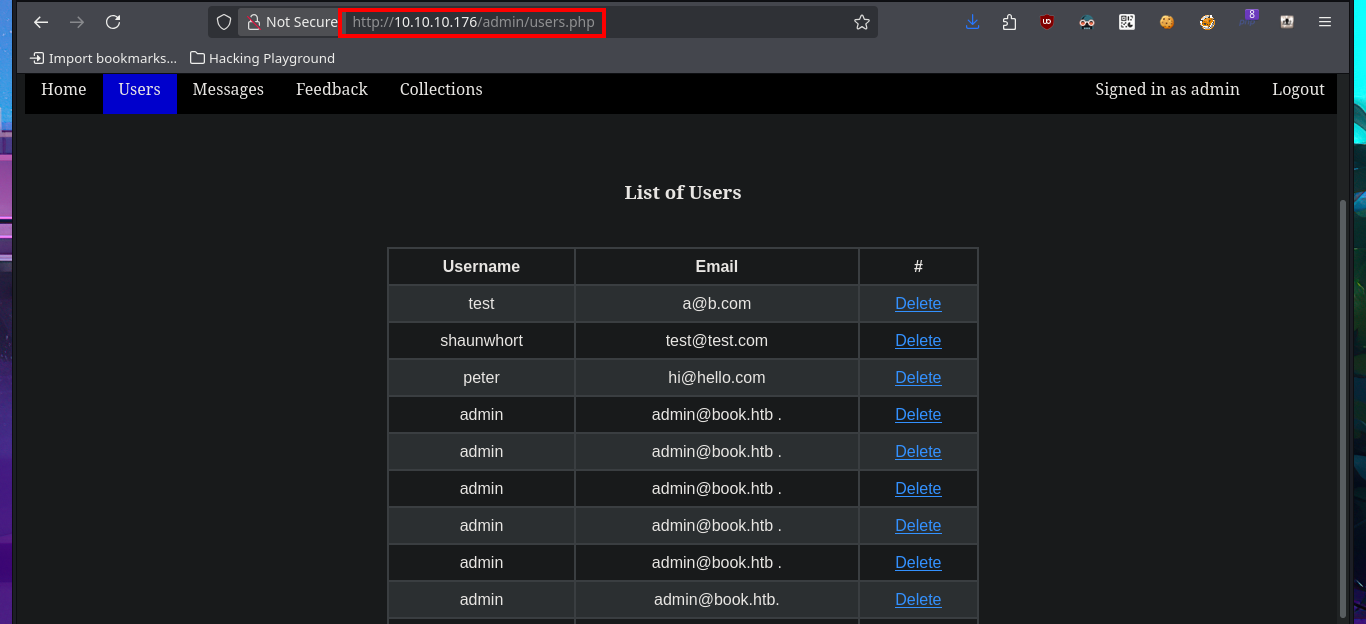 Not Secure http://10.10.10.176/admin/users.php 8
Import bookmarks... Hacking Playground
Home Users Messages Feedback Collections Signed in as admin Logout
List of Users
Username Email #
test a@b.com Delete
shaunwhort test@test.com Delete
peter hi@hello.com Delete
admin admin@book.htb . Delete
admin admin@book.htb . Delete
admin admin@book.htb . Delete
admin admin@book.htb . Delete
admin admin@book.htb . Delete
admin admin@book.htb. Delete